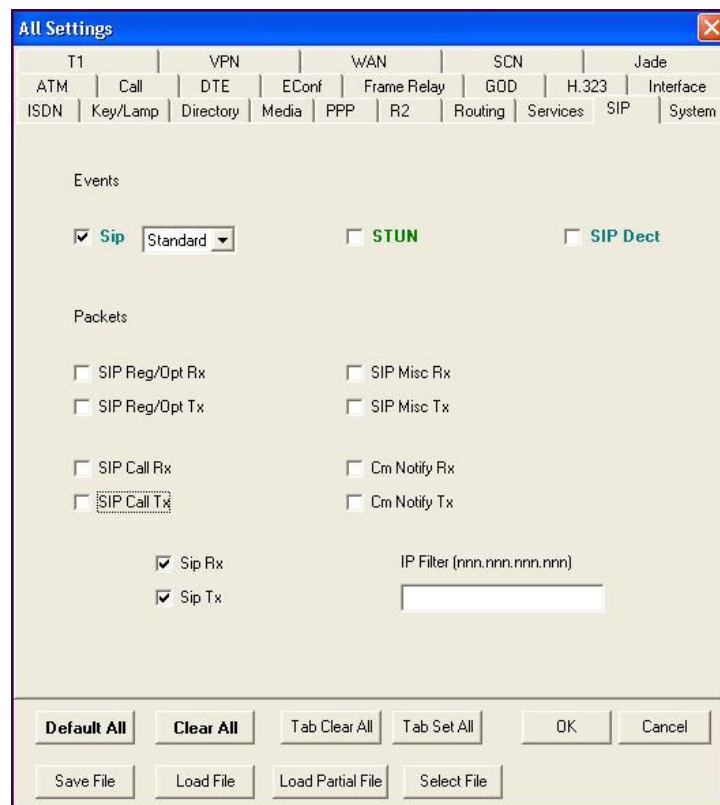 All Settings
T1 VPN WAN SCN Jade
ATM Call DTE EConf Frame Relay GOD H.323 Interface
ISDN Key/Lamp Directory Media PPP R2 Routing Services SIP System
Events
Sip Standard STUN SIP Dect
Packets
SIP Reg/Opt Rx SIP Misc Rx
SIP Reg/Opt Tx SIP Misc Tx
SIP Call Rx Cm Notify Rx
SIP Call Tx Cm Notify Tx
Sip Rx IP Filter (nnn.nnn.nnn.nnn)
Sip Tx
Default All Clear All Tab Clear All Tab Set All OK Cancel
Save File Load File Load Partial File Select File